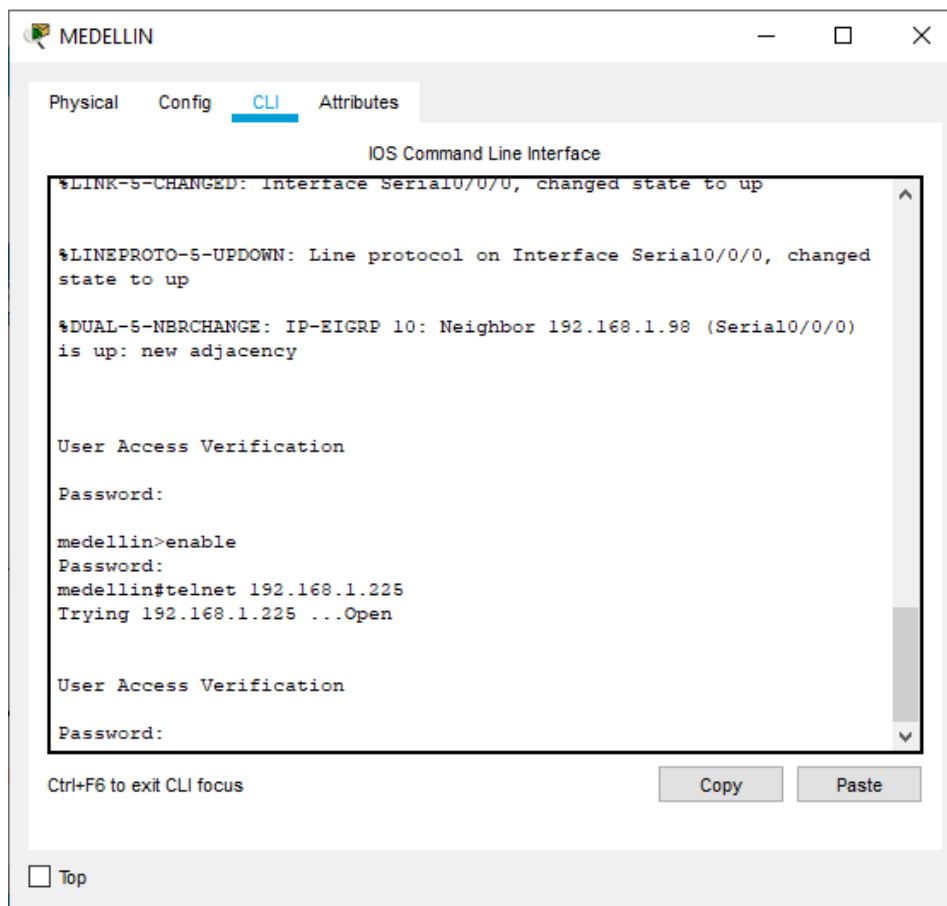 MEDELLIN
Physical Config CLI Attributes
IOS Command Line Interface
%LINK-5-CHANGED: Interface Serial0/0/0, changed state to up
%LINEPROTO-5-UPDOWN: Line protocol on Interface Serial0/0/0, changed
state to up
%DUAL-5-NBRCHANGE: IP-EIGRP 10: Neighbor 192.168.1.98 (Serial0/0/0)
is up: new adjacency
User Access Verification
Password:
medellin>enable
Password:
medellin#telnet 192.168.1.225
Trying 192.168.1.225 ...Open
User Access Verification
Password:
Ctrl+F6 to exit CLI focus
Copy Paste
Top